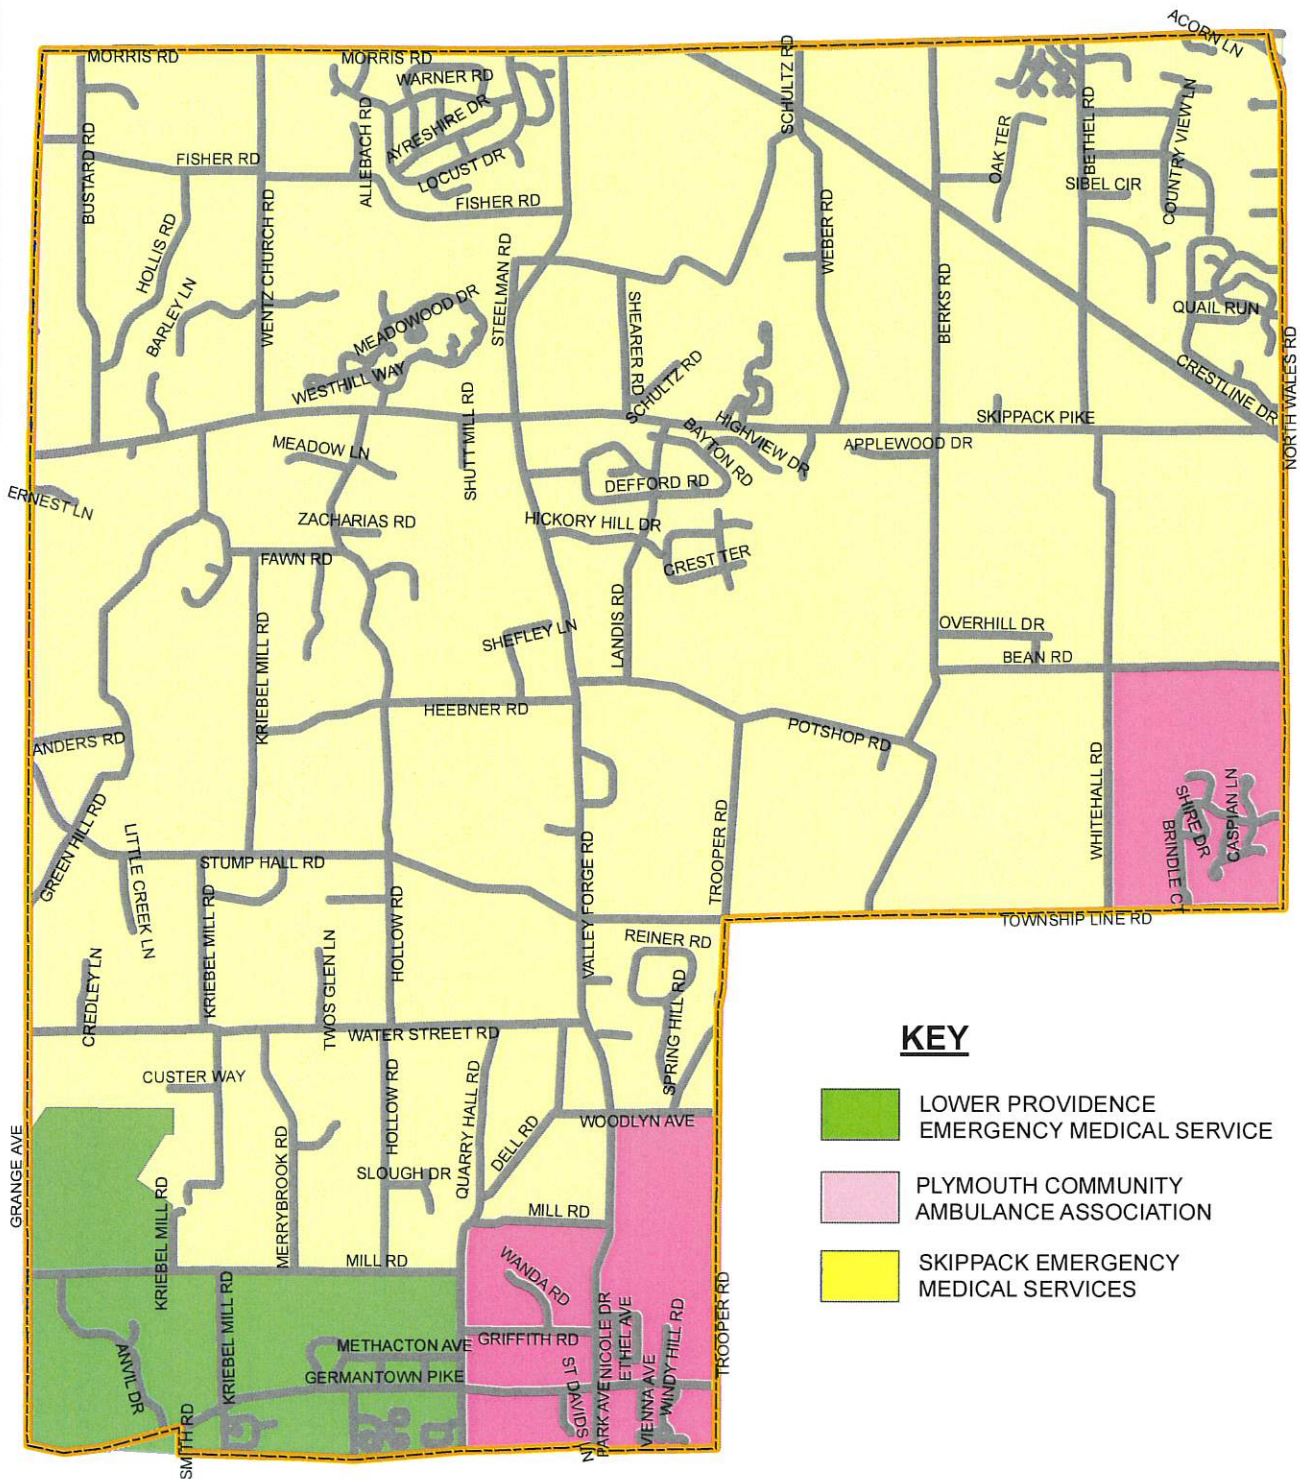 ACORN LN
MORRIS RD
MORRIS RD
WARNER RD
SCHULTZ RD
ALLEBACH RD
AYRESHIRE DR
LOCUST DR
BUSTARD RD
FISHER RD
FISHER RD
OAK TER
BETHEL RD
COUNTRY VIEW LN
SIBEL CIR
HOLLIS RD
WENTZ CHURCH RD
BARLEY LN
STEELMAN RD
WEBER RD
BERKS RD
MEADOWOOD DR
WESTHILL WAY
SHEARER RD
SCHULTZ RD
QUAIL RUN
CRESTLINE DR
NORTH WALES RD
SHUTT MILL RD
SKIPPACK PIKE
HIGHVIEW DR
BAYTON RD
APPLEWOOD DR
MEADOW LN
DEFFORD RD
ERNEST LN
ZACHARIAS RD
HICKORY HILL DR
FAWN RD
CREST TER
KRIEBEL MILL RD
LANDIS RD
SHEFLEY LN
OVERHILL DR
BEAN RD
HEEBNER RD
POTSHOP RD
ANDERS RD
WHITEHALL RD
GREEN HILL RD
LITTLE CREEK LN
STUMP HALL RD
TROOPER RD
SHIRE DR
CASPIAN LN
BRINDLE CT
VALLEY FORGE RD
TOWNSHIP LINE RD
KRIEBEL MILL RD
HOLLOW RD
TWOS GLEN LN
CREDLEY LN
REINER RD
SPRING HILL RD
WATER STREET RD
CUSTER WAY
HOLLOW RD
QUARRY HALL RD
DELL RD
WOODLYN AVE
GRANGE AVE
MERRYBROOK RD
SLOUGH DR
KRIEBEL MILL RD
MILL RD
MILL RD
WANDA RD
KRIEBEL MILL RD
ANVIL DR
METHACTON AVE
GRIFFITH RD
GERMANTOWN PIKE
NICOLE DR
ETHEL AVE
WINDY HILL RD
TROOPER RD
ST DAVIDS LN
PARK AVE
VIENNA AVE
SMITH RD
KEY
LOWER PROVIDENCE
EMERGENCY MEDICAL SERVICE
PLYMOUTH COMMUNITY
AMBULANCE ASSOCIATION
SKIPPACK EMERGENCY
MEDICAL SERVICES